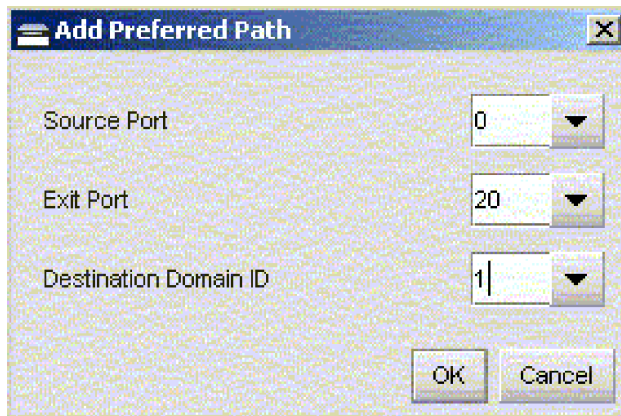 Add Preferred Path
Source Port 0
Exit Port 20
Destination Domain ID 1
OK Cancel